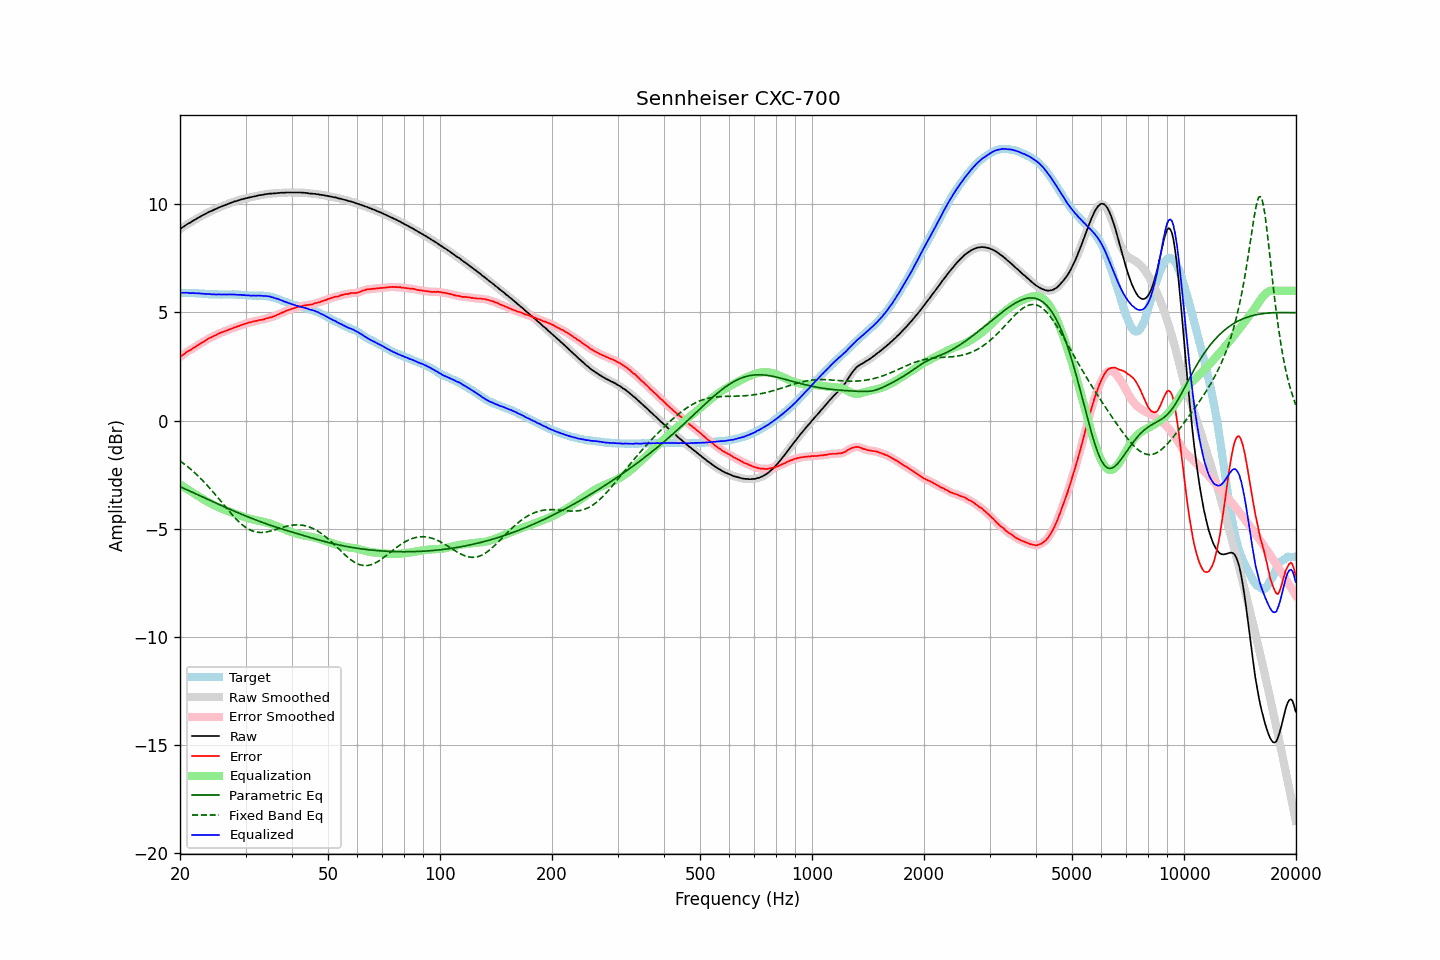 Sennheiser CXC-700
Amplitude (dBr)
10
5
0
−5
−10
−15
−20
Target
Raw Smoothed
Error Smoothed
Raw
Error
Equalization
Parametric Eq
Fixed Band Eq
Equalized
20 50 100 200 500 1000 2000 5000 10000 20000
Frequency (Hz)